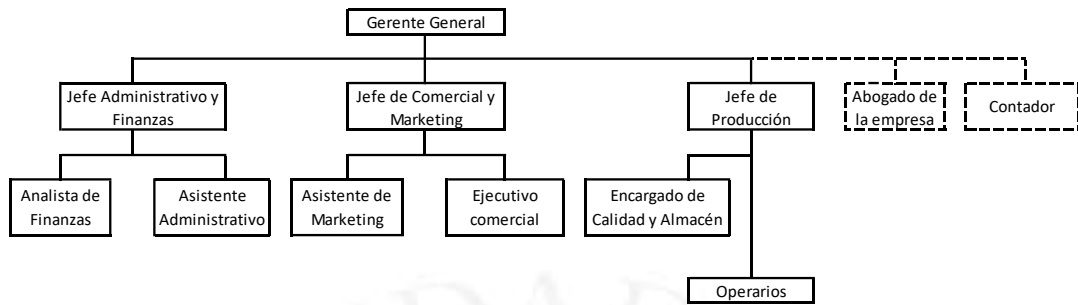 Gerente General
Jefe Administrativo y
Finanzas
Jefe de Comercial y
Marketing
Jefe de
Producción
Abogado de
la empresa
Contador
Analista de
Finanzas
Asistente
Administrativo
Asistente de
Marketing
Ejecutivo
comercial
Encargado de
Calidad y Almacén
Operarios